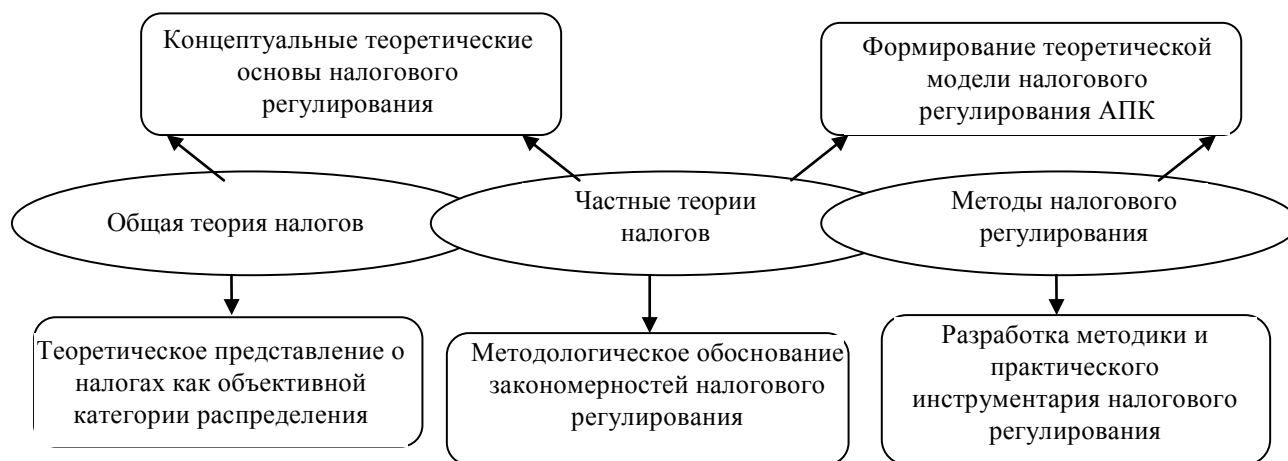 Концептуальные теоретические
основы налогового
регулирования
Формирование теоретической
модели налогового
регулирования АПК
Общая теория налогов
Частные теории
налогов
Методы налогового
регулирования
Теоретическое представление о
налогах как объективной
категории распределения
Методологическое обоснование
закономерностей налогового
регулирования
Разработка методики и
практического
инструментария налогового
регулирования